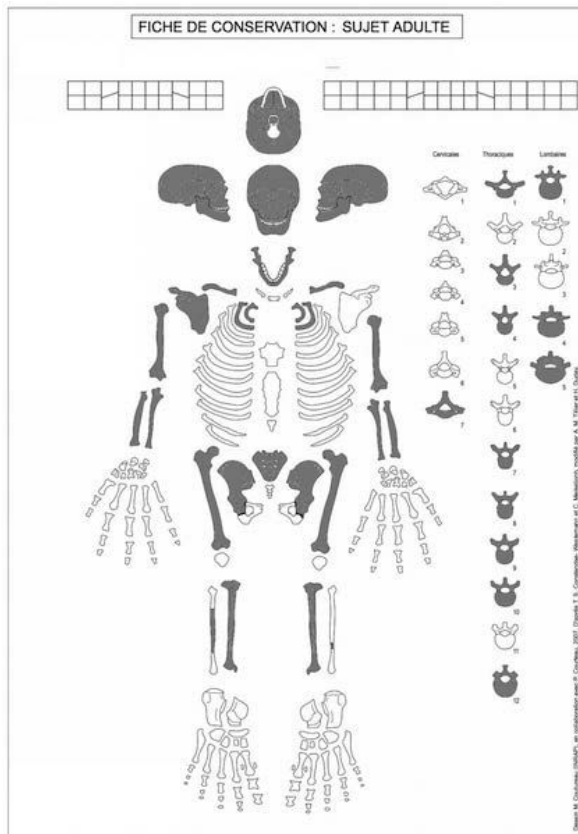 FICHE DE CONSERVATION : SUJET ADULTE
Cervicales Thoraciques Lombaires
1 1 1
2 2 2
3 3 3
4 4 4
5 5 5
6 6
7 7
8
9
10
11
12